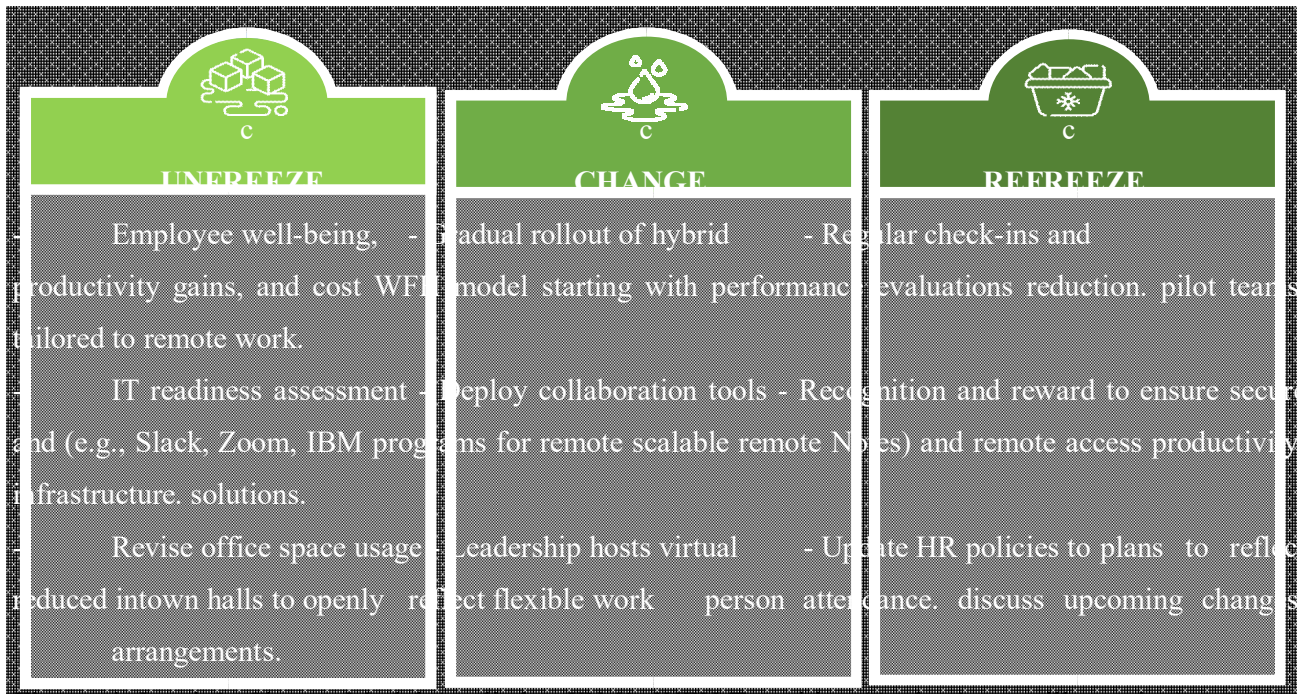 c c c
UNFREEZE CHANGE REFREEZE
- Employee well-being, - Gradual rollout of hybrid - Regular check-ins and
productivity gains, and cost WFH model starting with performance evaluations reduction. pilot teams
tailored to remote work.
- IT readiness assessment - Deploy collaboration tools - Recognition and reward to ensure secure
and (e.g., Slack, Zoom, IBM programs for remote scalable remote Notes) and remote access productivity
infrastructure. solutions.
- Revise office space usage - Leadership hosts virtual - Update HR policies to plans to reflec
reduced intown halls to openly reflect flexible work person attendance. discuss upcoming changes
arrangements.